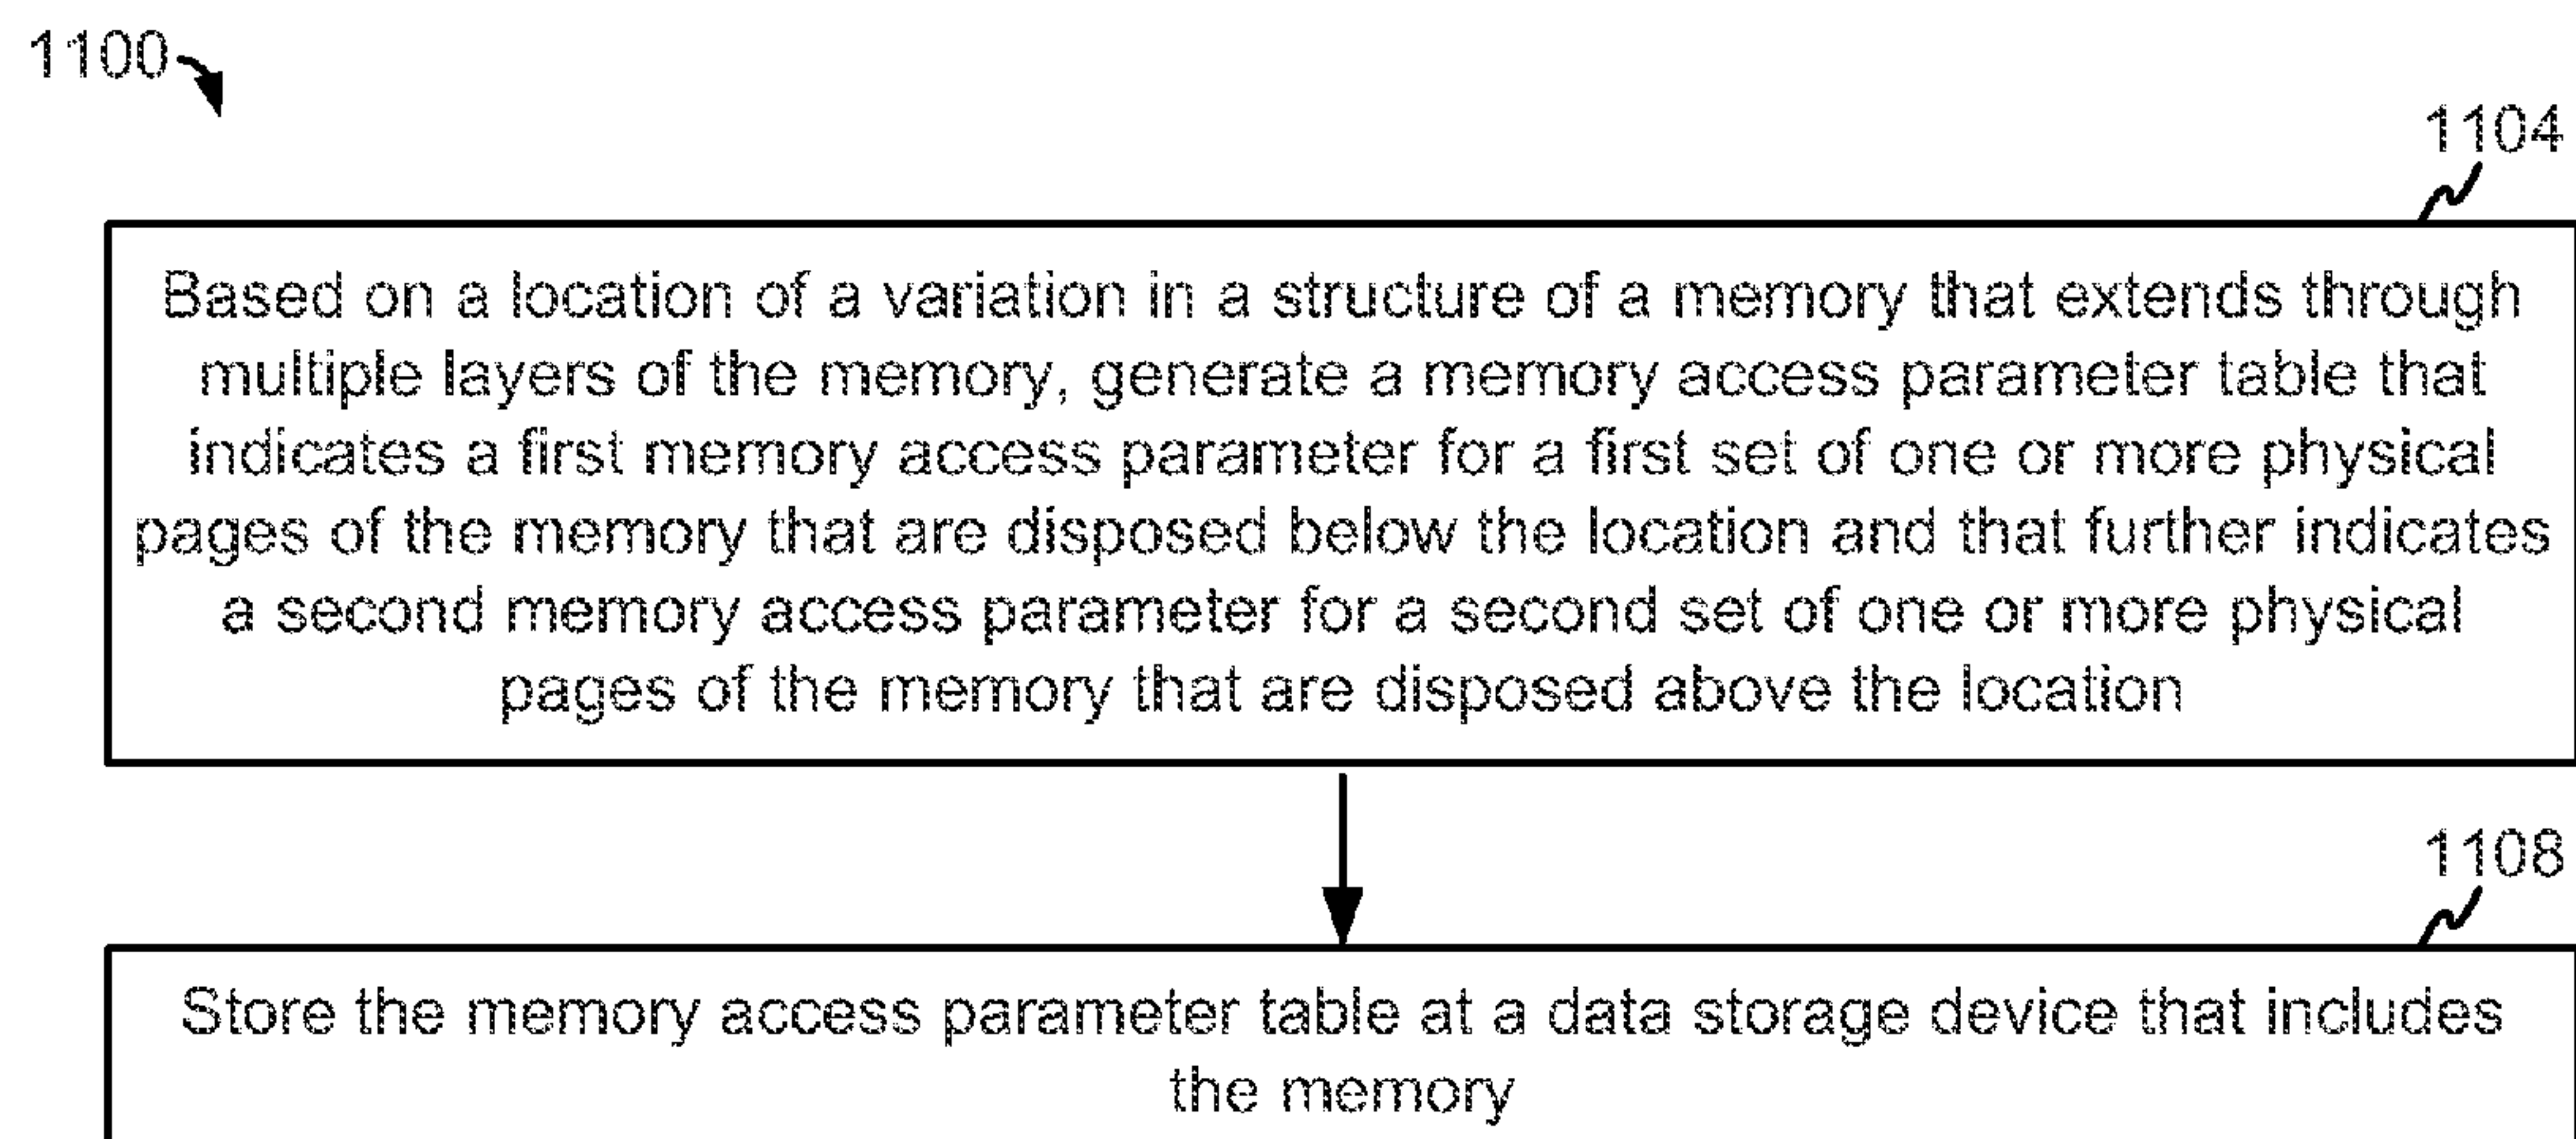 1100
1104
Based on a location of a variation in a structure of a memory that extends through
multiple layers of the memory, generate a memory access parameter table that
indicates a first memory access parameter for a first set of one or more physical
pages of the memory that are disposed below the location and that further indicates
a second memory access parameter for a second set of one or more physical
pages of the memory that are disposed above the location
1108
Store the memory access parameter table at a data storage device that includes
the memory